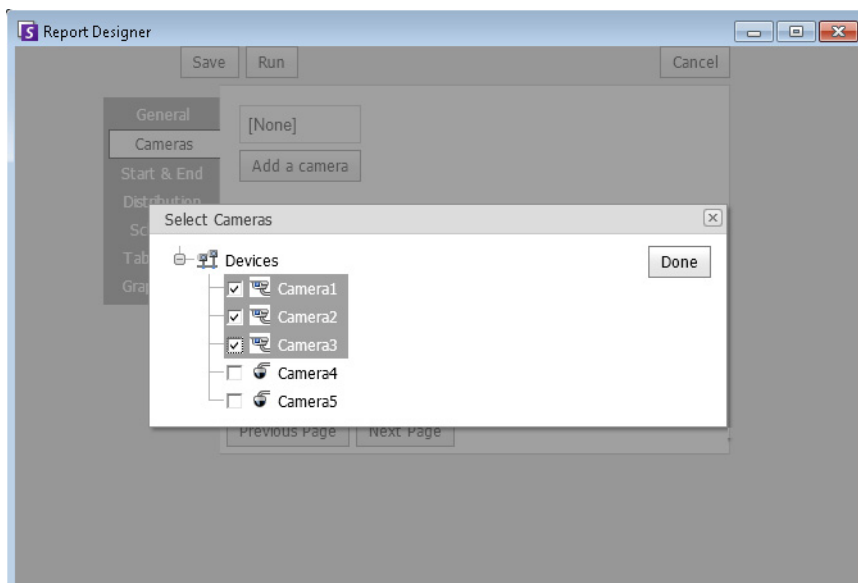 Report Designer
Save Run Cancel
General
[None]
Cameras
Add a camera
Start & End
Distribution
Select Cameras
Devices
Done
Camera1
Camera2
Camera3
Camera4
Camera5
Previous Page Next Page